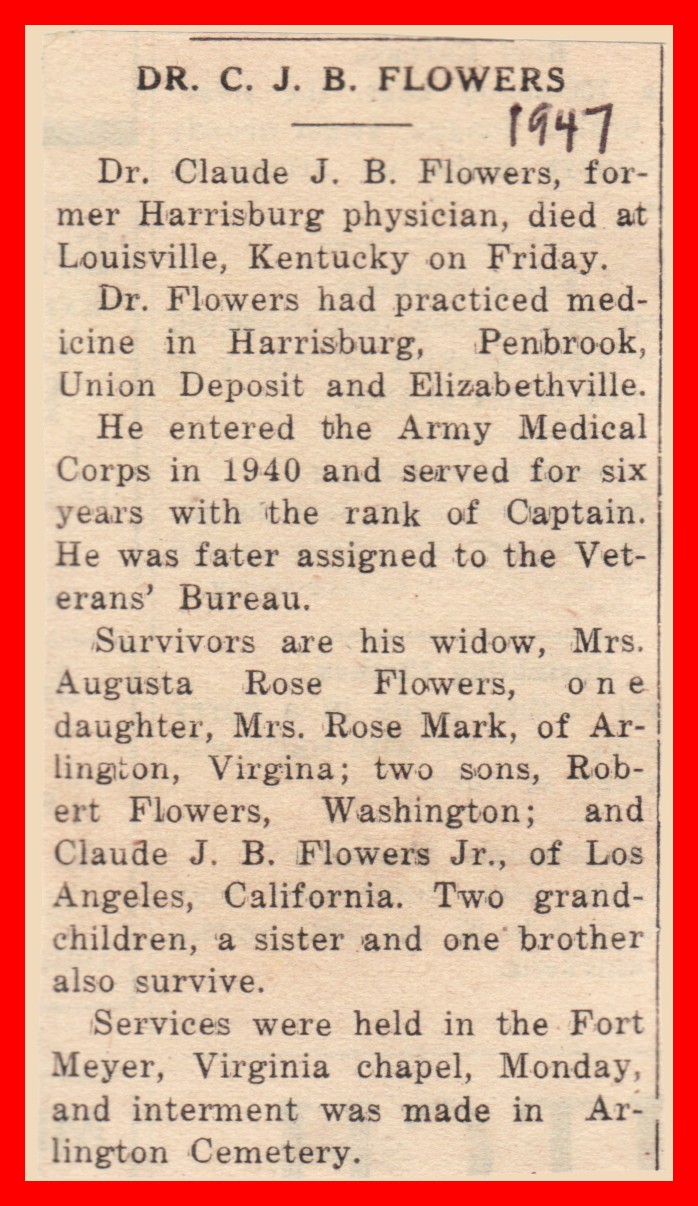 DR. C. J. B. FLOWERS
1947
Dr. Claude J. B. Flowers, for-
mer Harrisburg physician, died at
Louisville, Kentucky on Friday.
Dr. Flowers had practiced med-
icine in Harrisburg, Penbrook,
Union Deposit and Elizabethville.
He entered the Army Medical
Corps in 1940 and served for six
years with the rank of Captain.
He was fater assigned to the Vet-
erans' Bureau.
Survivors are his widow, Mrs.
Augusta Rose Flowers, one
daughter, Mrs. Rose Mark, of Ar-
lington, Virgina; two sons, Rob-
ert Flowers, Washington; and
Claude J. B. Flowers Jr., of Los
Angeles, California. Two grand-
children, a sister and one brother
also survive.
Services were held in the Fort
Meyer, Virginia chapel, Monday,
and interment was made in Ar-
lington Cemetery.